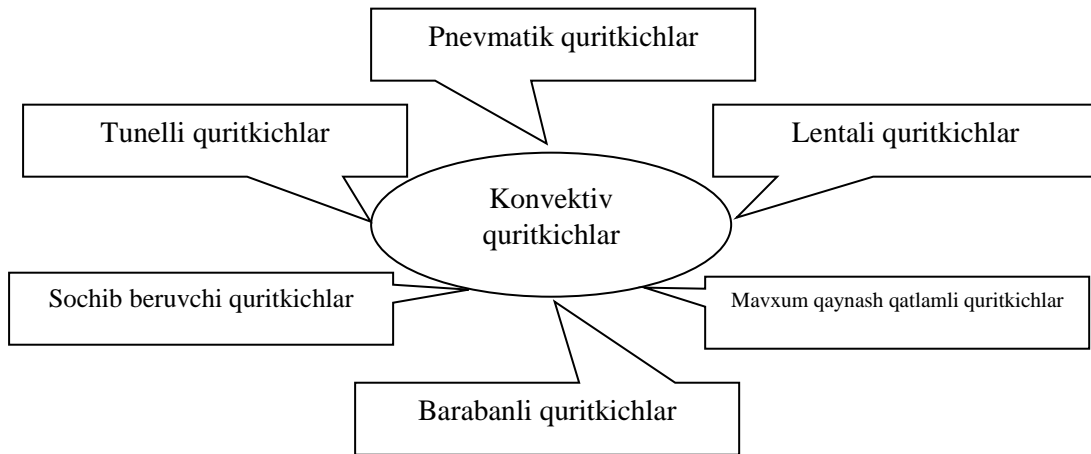 Pnevmatik quritkichlar
Tunelli quritkichlar
Lentali quritkichlar
Konvektiv
quritkichlar
Sochib beruvchi quritkichlar
Mavxum qaynash qatlamli quritkichlar
Barabanli quritkichlar